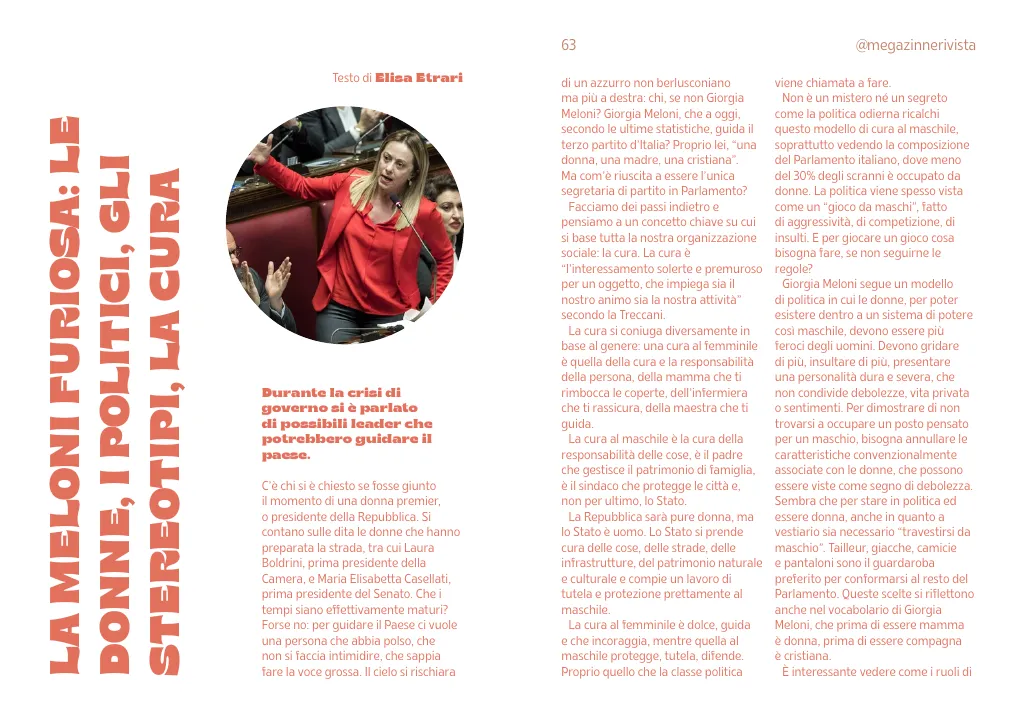 LA MELONI FURIOSA: LE
DONNE, I POLITICI, GLI
STEREOTIPI, LA CURA
Testo di Elisa Etrari
Durante la crisi di
governo si è parlato
di possibili leader che
potrebbero guidare il
paese.
C'è chi si è chiesto se fosse giunto
il momento di una donna premier,
o presidente della Repubblica. Si
contano sulle dita le donne che hanno
preparata la strada, tra cui Laura
Boldrini, prima presidente della
Camera, e Maria Elisabetta Casellati,
prima presidente del Senato. Che i
tempi siano effettivamente maturi?
Forse no: per guidare il Paese ci vuole
una persona che abbia polso, che
non si faccia intimidire, che sappia
fare la voce grossa. Il cielo si rischiara
63
@megazinnerivista
di un azzurro non berlusconiano
ma più a destra: chi, se non Giorgia
Meloni? Giorgia Meloni, che a oggi,
secondo le ultime statistiche, guida il
terzo partito d'Italia? Proprio lei, “una
donna, una madre, una cristiana”.
Ma com'è riuscita a essere l'unica
segretaria di partito in Parlamento?
Facciamo dei passi indietro e
pensiamo a un concetto chiave su cui
si base tutta la nostra organizzazione
sociale: la cura. La cura è
“l'interessamento solerte e premuroso
per un oggetto, che impiega sia il
nostro animo sia la nostra attività”
secondo la Treccani.
La cura si coniuga diversamente in
base al genere: una cura al femminile
è quella della cura e la responsabilità
della persona, della mamma che ti
rimbocca le coperte, dell'infermiera
che ti rassicura, della maestra che ti
guida.
La cura al maschile è la cura della
responsabilità delle cose, è il padre
che gestisce il patrimonio di famiglia,
è il sindaco che protegge le città e,
non per ultimo, lo Stato.
La Repubblica sarà pure donna, ma
lo Stato è uomo. Lo Stato si prende
cura delle cose, delle strade, delle
infrastrutture, del patrimonio naturale
e culturale e compie un lavoro di
tutela e protezione prettamente al
maschile.
La cura al femminile è dolce, guida
e che incoraggia, mentre quella al
maschile protegge, tutela, difende.
Proprio quello che la classe politica
viene chiamata a fare.
Non è un mistero né un segreto
come la politica odierna ricalchi
questo modello di cura al maschile,
soprattutto vedendo la composizione
del Parlamento italiano, dove meno
del 30% degli scranni è occupato da
donne. La politica viene spesso vista
come un “gioco da maschi”, fatto
di aggressività, di competizione, di
insulti. E per giocare un gioco cosa
bisogna fare, se non seguirne le
regole?
Giorgia Meloni segue un modello
di politica in cui le donne, per poter
esistere dentro a un sistema di potere
così maschile, devono essere più
feroci degli uomini. Devono gridare
di più, insultare di più, presentare
una personalità dura e severa, che
non condivide debolezze, vita privata
o sentimenti. Per dimostrare di non
trovarsi a occupare un posto pensato
per un maschio, bisogna annullare le
caratteristiche convenzionalmente
associate con le donne, che possono
essere viste come segno di debolezza.
Sembra che per stare in politica ed
essere donna, anche in quanto a
vestiario sia necessario “travestirsi da
maschio”. Tailleur, giacche, camicie
e pantaloni sono il guardaroba
preferito per conformarsi al resto del
Parlamento. Queste scelte si riflettono
anche nel vocabolario di Giorgia
Meloni, che prima di essere mamma
è donna, prima di essere compagna
è cristiana.
È interessante vedere come i ruoli di